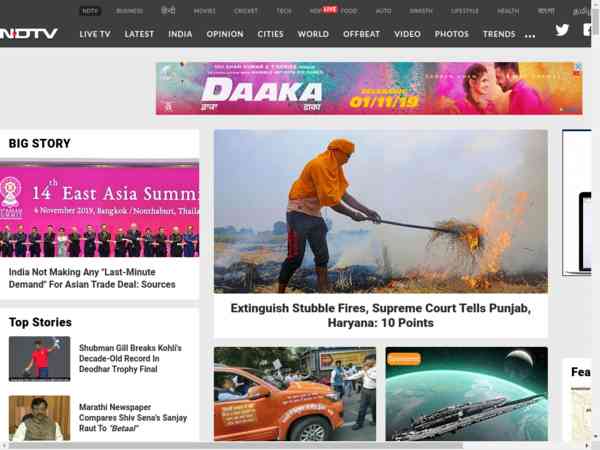 NDTV
BUSINESS
हिन्दी
MOVIES
CRICKET
TECH
LIVE
FOOD
AUTO
SWASTH
LIFESTYLE
HEALTH
বাংলা
NDTV
LIVE TV
LATEST
INDIA
OPINION
CITIES
WORLD
OFFBEAT
VIDEO
PHOTOS
TRENDS
...
DAAKA
ਡਾਕਾ
डाका
01/11/19
BIG STORY
14th East Asia Summi
4 November 2019, Bangkok / Nonthaburi, Thaila
India Not Making Any "Last-Minute
Demand" For Asian Trade Deal: Sources
Extinguish Stubble Fires, Supreme Court Tells Punjab,
Haryana: 10 Points
Top Stories
Shubman Gill Breaks Kohli's
Decade-Old Record In
Deodhar Trophy Final
Marathi Newspaper
Compares Shiv Sena's Sanjay
Raut To "Betaal"
Sponsored
Fea